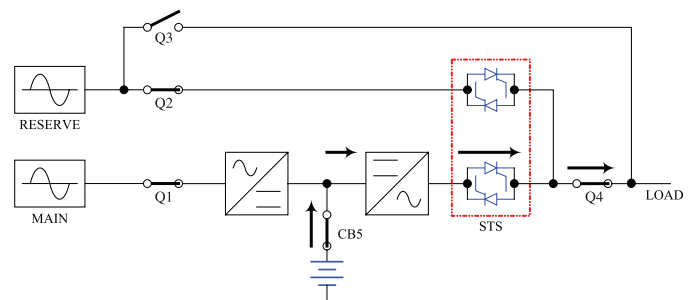 Q3
RESERVE
Q2
MAIN
Q1
CB5
STS
Q4
LOAD